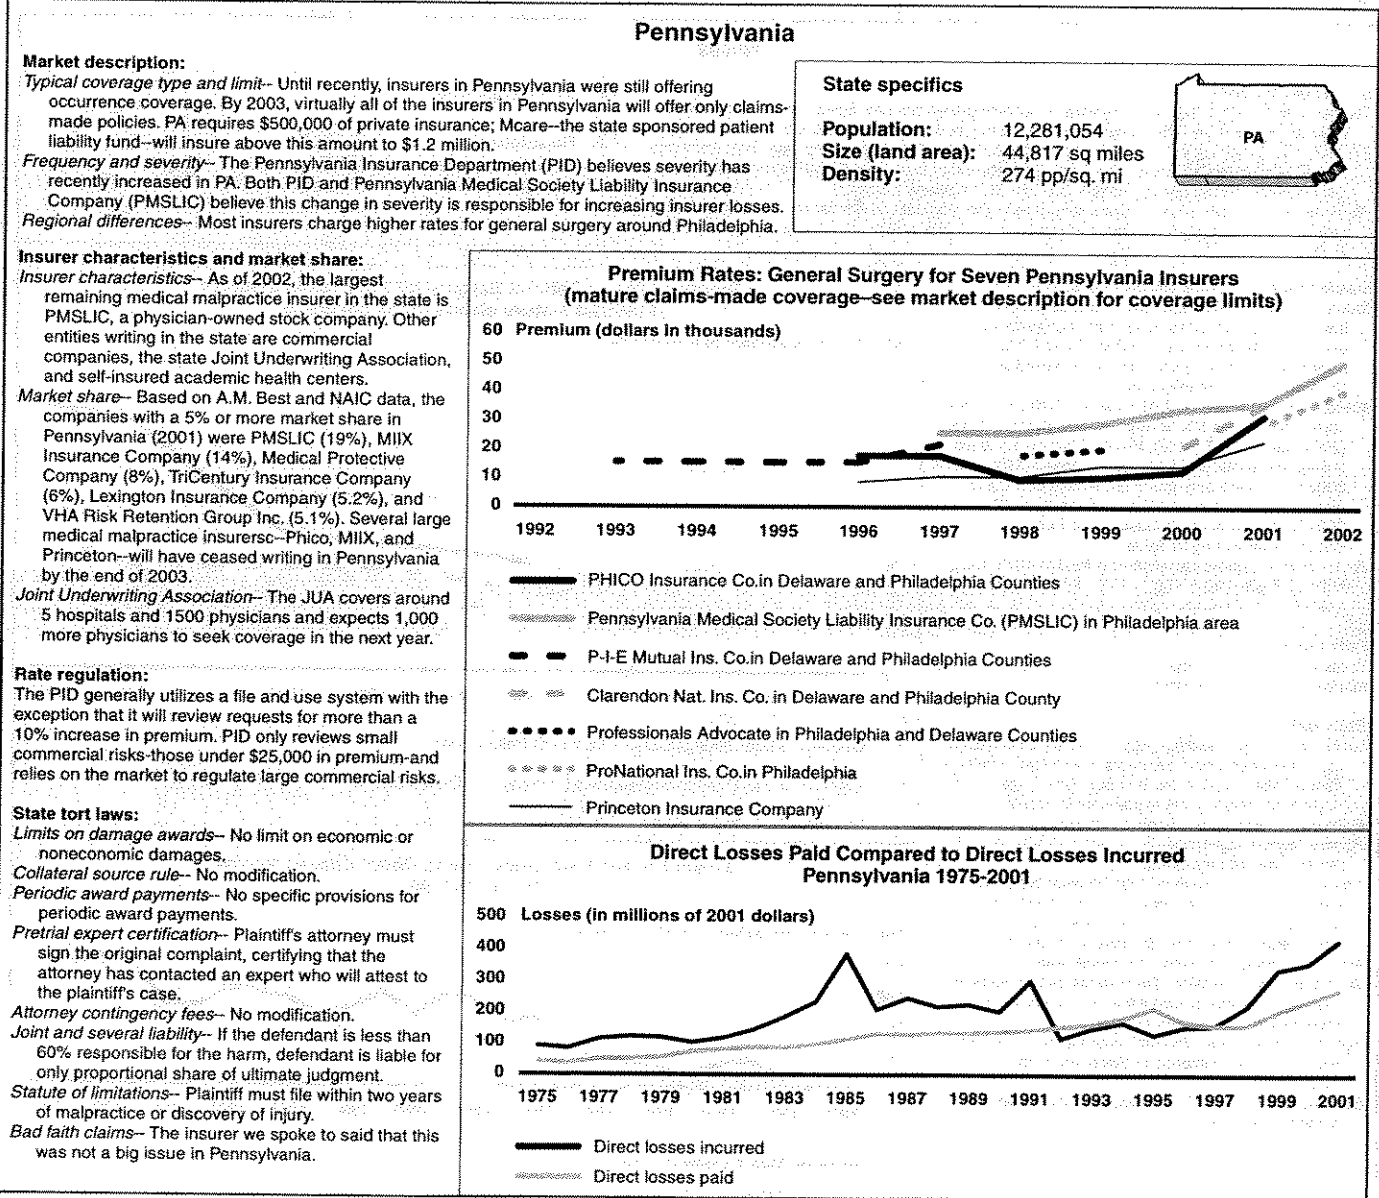 Pennsylvania
Market description:
Typical coverage type and limit-- Until recently, insurers in Pennsylvania were still offering
occurrence coverage. By 2003, virtually all of the insurers in Pennsylvania will offer only claims-
made policies. PA requires $500,000 of private insurance; Mcare--the state sponsored patient
liability fund--will insure above this amount to $1.2 million.
Frequency and severity-- The Pennsylvania Insurance Department (PID) believes severity has
recently increased in PA. Both PID and Pennsylvania Medical Society Liability Insurance
Company (PMSLIC) believe this change in severity is responsible for increasing insurer losses.
Regional differences-- Most insurers charge higher rates for general surgery around Philadelphia.
State specifics
Population: 12,281,054
Size (land area): 44,817 sq miles
Density: 274 pp/sq. mi
PA
Insurer characteristics and market share:
Insurer characteristics-- As of 2002, the largest
remaining medical malpractice insurer in the state is
PMSLIC, a physician-owned stock company. Other
entities writing in the state are commercial
companies, the state Joint Underwriting Association,
and self-insured academic health centers.
Market share-- Based on A.M. Best and NAIC data, the
companies with a 5% or more market share in
Pennsylvania (2001) were PMSLIC (19%), MIIX
Insurance Company (14%), Medical Protective
Company (8%), TriCentury Insurance Company
(6%), Lexington Insurance Company (5.2%), and
VHA Risk Retention Group Inc. (5.1%). Several large
medical malpractice insurersc--Phico, MIIX, and
Princeton--will have ceased writing in Pennsylvania
by the end of 2003.
Joint Underwriting Association-- The JUA covers around
5 hospitals and 1500 physicians and expects 1,000
more physicians to seek coverage in the next year.
Rate regulation:
The PID generally utilizes a file and use system with the
exception that it will review requests for more than a
10% increase in premium. PID only reviews small
commercial risks-those under $25,000 in premium-and
relies on the market to regulate large commercial risks.
State tort laws:
Limits on damage awards-- No limit on economic or
noneconomic damages.
Collateral source rule-- No modification.
Periodic award payments-- No specific provisions for
periodic award payments.
Pretrial expert certification-- Plaintiff's attorney must
sign the original complaint, certifying that the
attorney has contacted an expert who will attest to
the plaintiff's case.
Attorney contingency fees-- No modification.
Joint and several liability-- If the defendant is less than
60% responsible for the harm, defendant is liable for
only proportional share of ultimate judgment.
Statute of limitations-- Plaintiff must file within two years
of malpractice or discovery of injury.
Bad faith claims-- The insurer we spoke to said that this
was not a big issue in Pennsylvania.
Premium Rates: General Surgery for Seven Pennsylvania Insurers
(mature claims-made coverage--see market description for coverage limits)
60 Premium (dollars in thousands)
50
40
30
20
10
0
1992 1993 1994 1995 1996 1997 1998 1999 2000 2001 2002
PHICO Insurance Co.in Delaware and Philadelphia Counties
Pennsylvania Medical Society Liability Insurance Co. (PMSLIC) in Philadelphia area
P-I-E Mutual Ins. Co.in Delaware and Philadelphia Counties
Clarendon Nat. Ins. Co. in Delaware and Philadelphia County
Professionals Advocate in Philadelphia and Delaware Counties
ProNational Ins. Co.in Philadelphia
Princeton Insurance Company
Direct Losses Paid Compared to Direct Losses Incurred
Pennsylvania 1975-2001
500 Losses (in millions of 2001 dollars)
400
300
200
100
0
1975 1977 1979 1981 1983 1985 1987 1989 1991 1993 1995 1997 1999 2001
Direct losses incurred
Direct losses paid